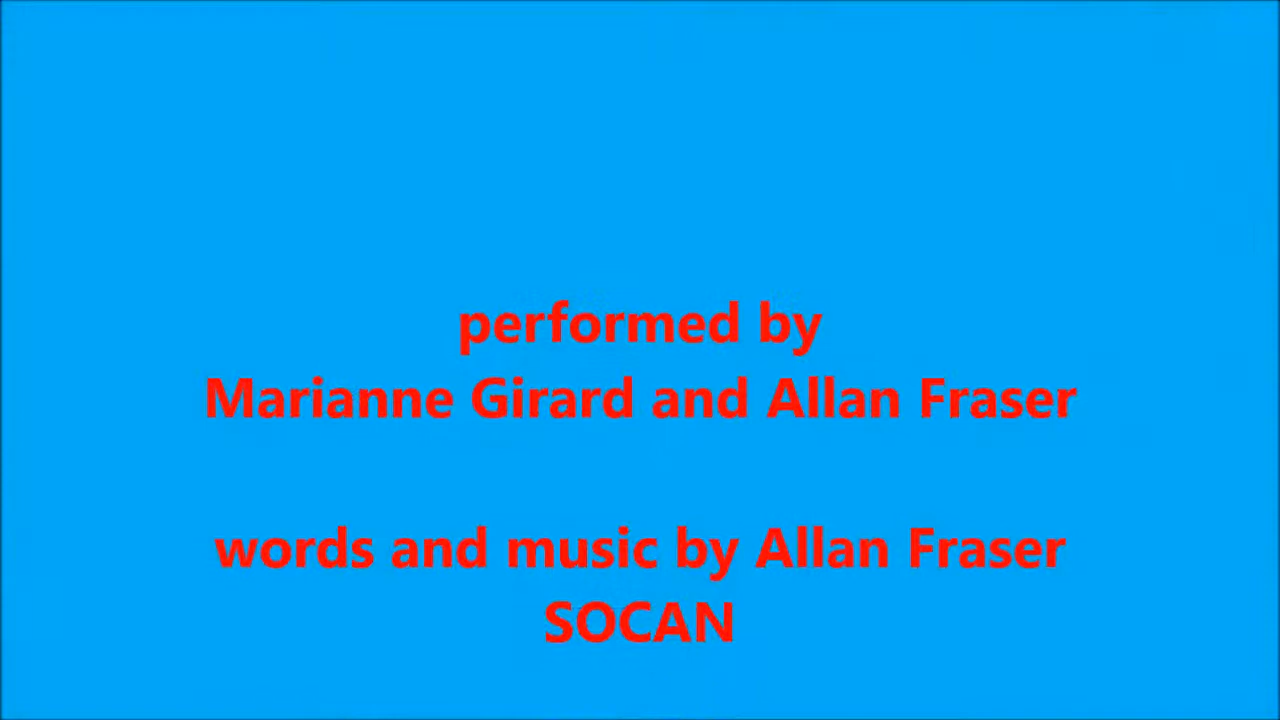 performed by
Marianne Girard and Allan Fraser
words and music by Allan Fraser
SOCAN